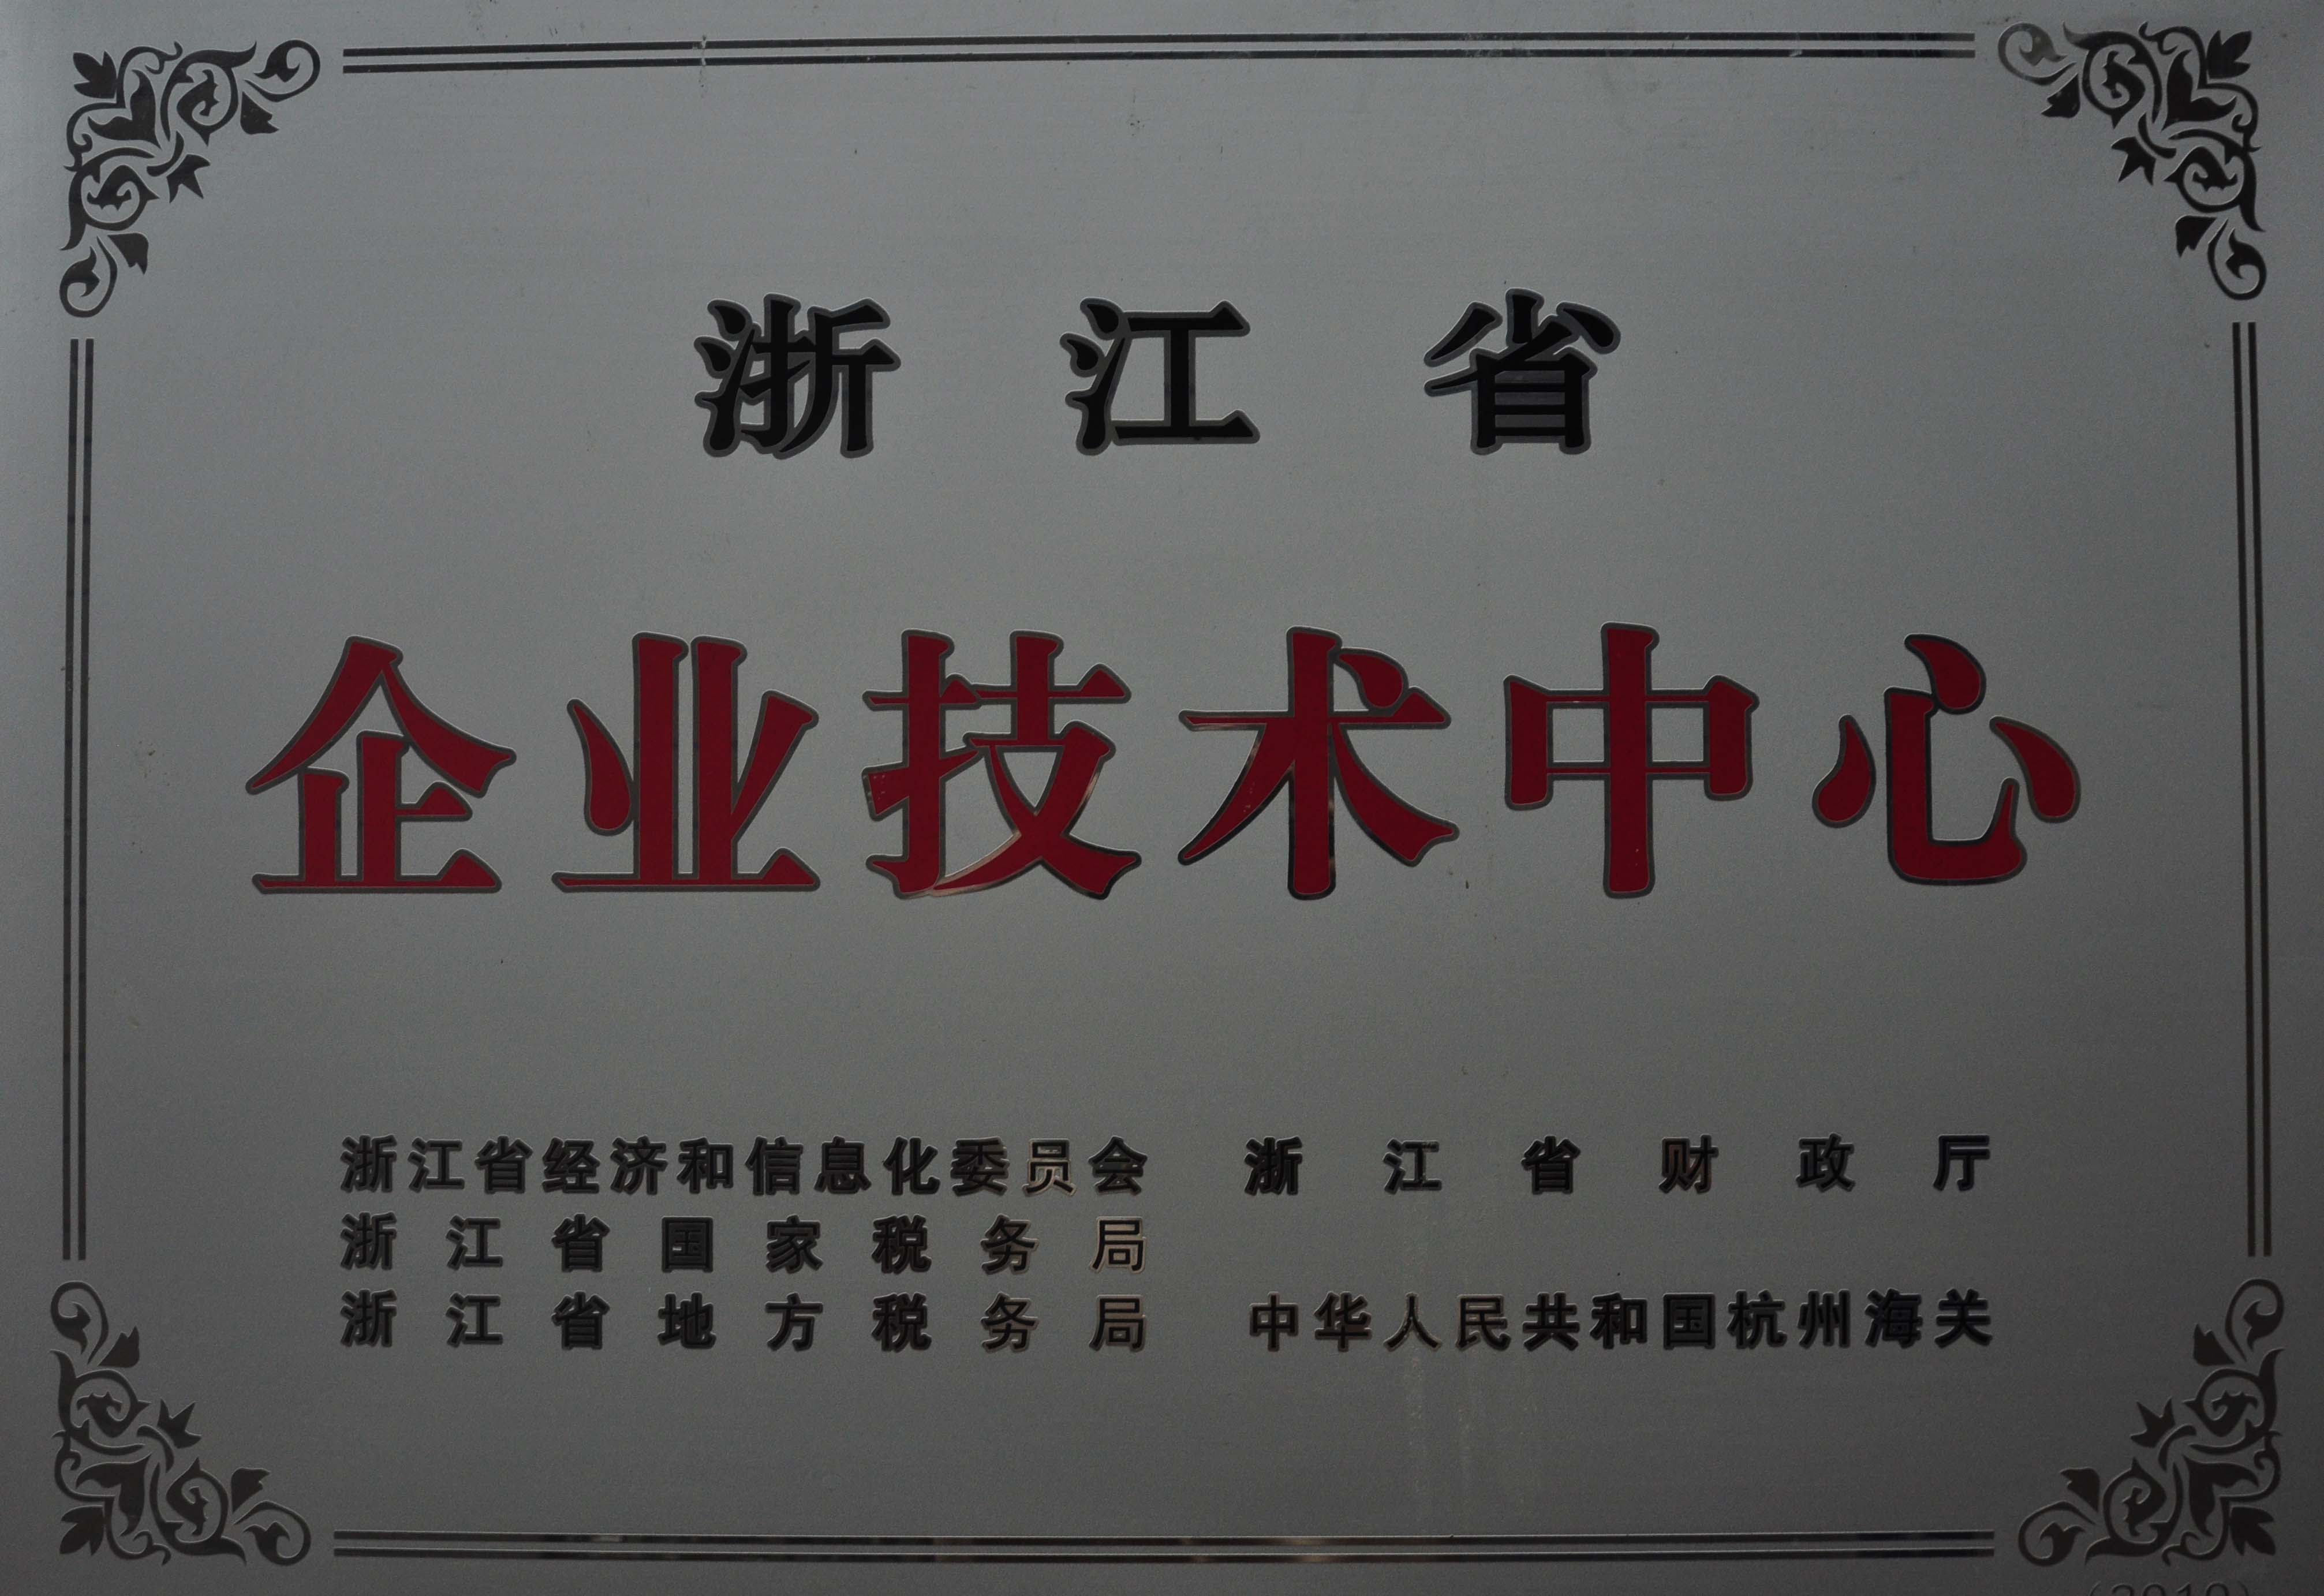 浙江省
企业技术中心
浙江省经济和信息化委员会 浙江省财政厅
浙江省国家税务局
浙江省地方税务局 中华人民共和国杭州海关